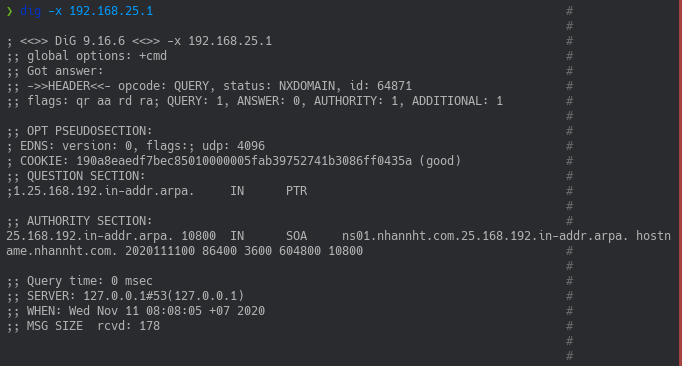 ❯ dig -x 192.168.25.1 #
#
; <<>> DiG 9.16.6 <<>> -x 192.168.25.1 #
;; global options: +cmd #
;; Got answer: #
;; ->>HEADER<<- opcode: QUERY, status: NXDOMAIN, id: 64871 #
;; flags: qr aa rd ra; QUERY: 1, ANSWER: 0, AUTHORITY: 1, ADDITIONAL: 1 #
#
;; OPT PSEUDOSECTION: #
; EDNS: version: 0, flags:; udp: 4096 #
; COOKIE: 190a8eaedf7bec85010000005fab39752741b3086ff0435a (good) #
;; QUESTION SECTION: #
;1.25.168.192.in-addr.arpa. IN PTR #
#
;; AUTHORITY SECTION: #
25.168.192.in-addr.arpa. 10800 IN SOA ns01.nhannht.com.25.168.192.in-addr.arpa. hostn
ame.nhannht.com. 2020111100 86400 3600 604800 10800 #
#
;; Query time: 0 msec #
;; SERVER: 127.0.0.1#53(127.0.0.1) #
;; WHEN: Wed Nov 11 08:08:05 +07 2020 #
;; MSG SIZE rcvd: 178 #
#
#